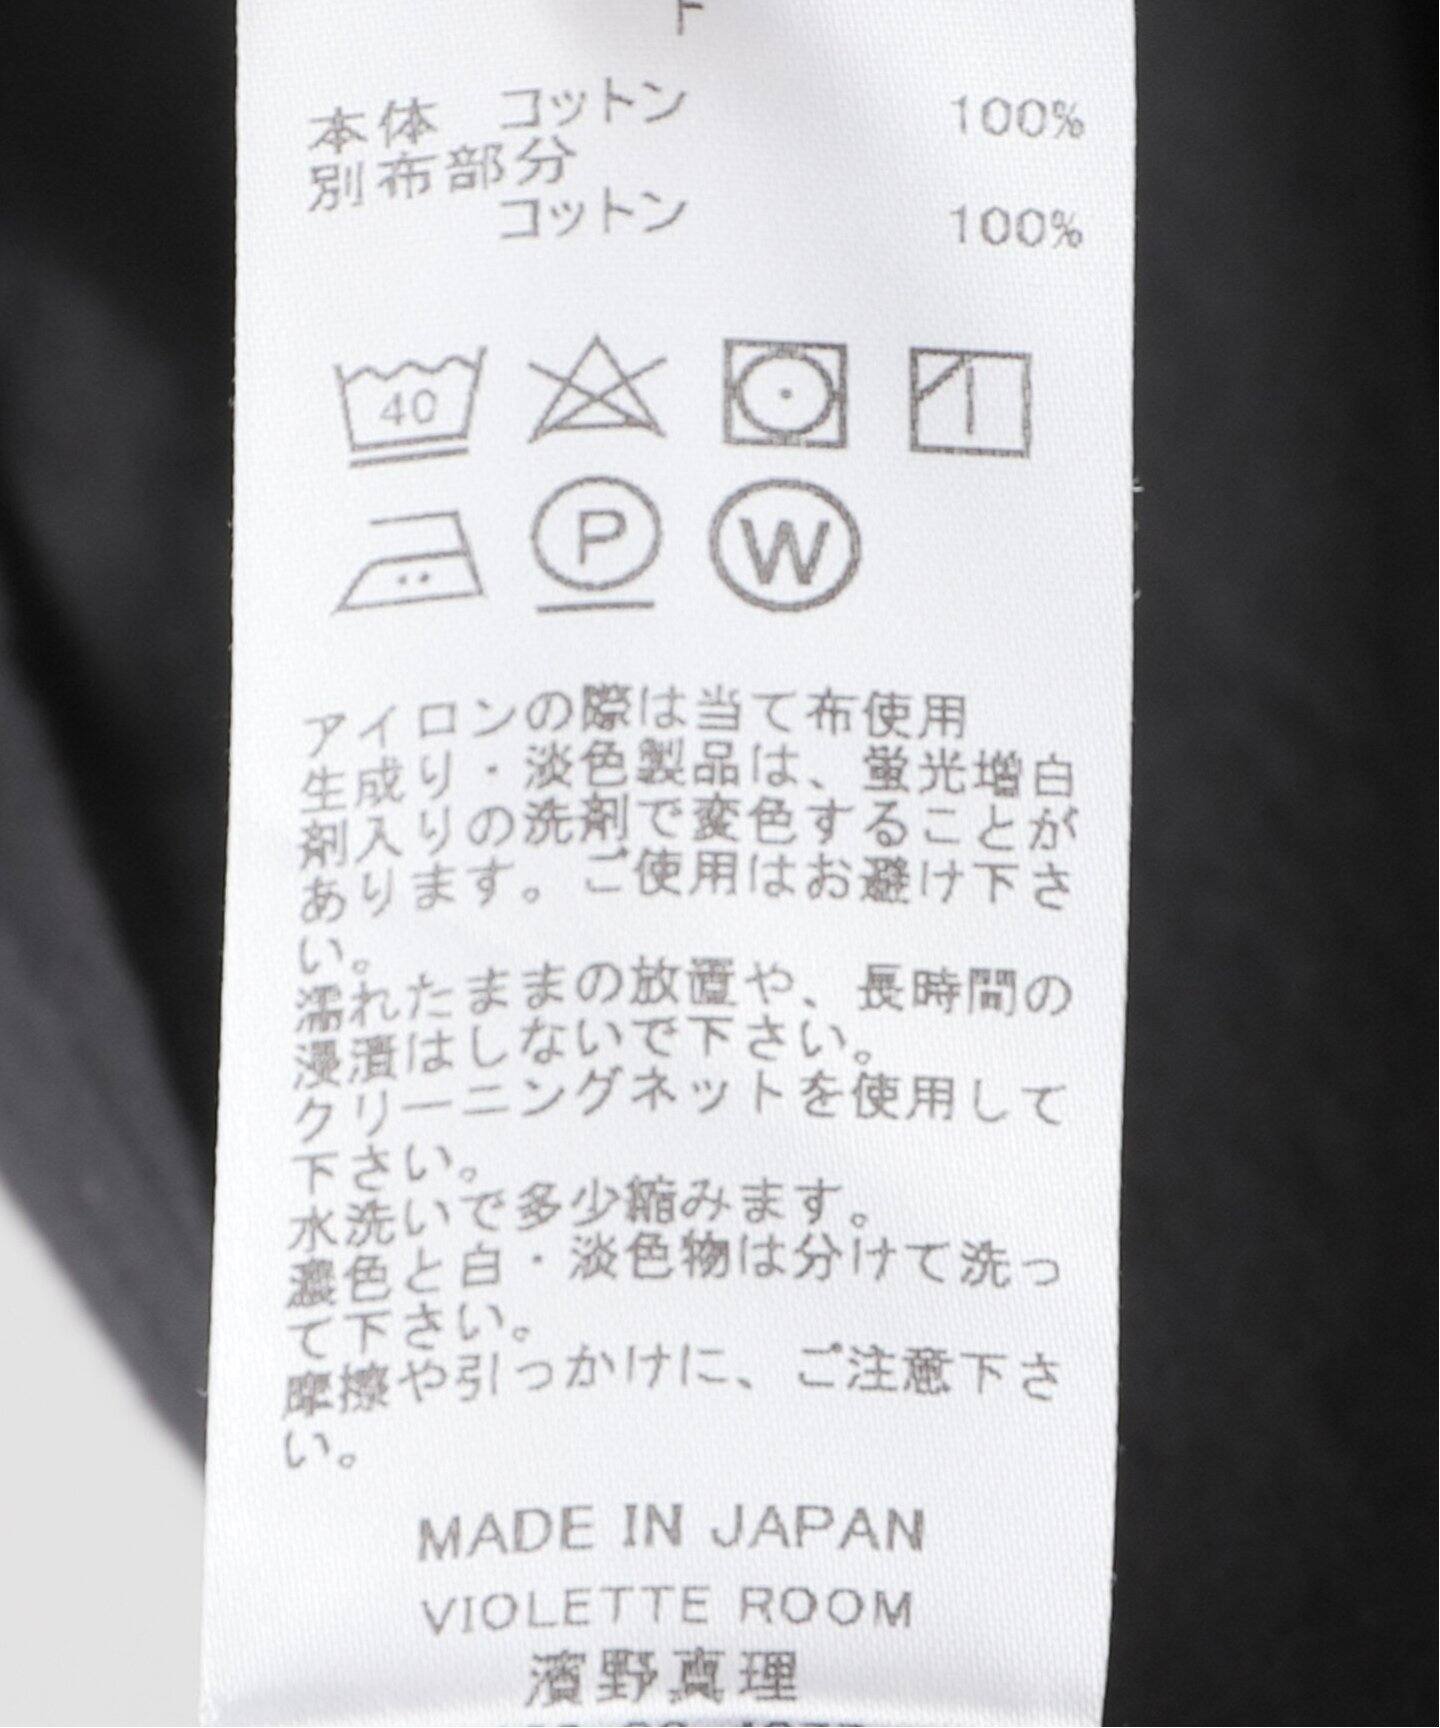 本体 コットン 100%
別布部分
コットン 100%
40
P
W
アイロンの際は当て布使用
生成り・淡色製品は、蛍光増白
剤入りの洗剤で変色することが
あります。ご使用はお避け下さ
い。
濡れたままの放置や、長時間の
浸漬はしないで下さい。
クリーニングネットを使用して
下さい。
水洗いで多少縮みます。
濃色と白・淡色物は分けて洗っ
て下さい。
摩擦や引っかけに、ご注意下さ
い。
MADE IN JAPAN
VIOLETTE ROOM
濱野真理